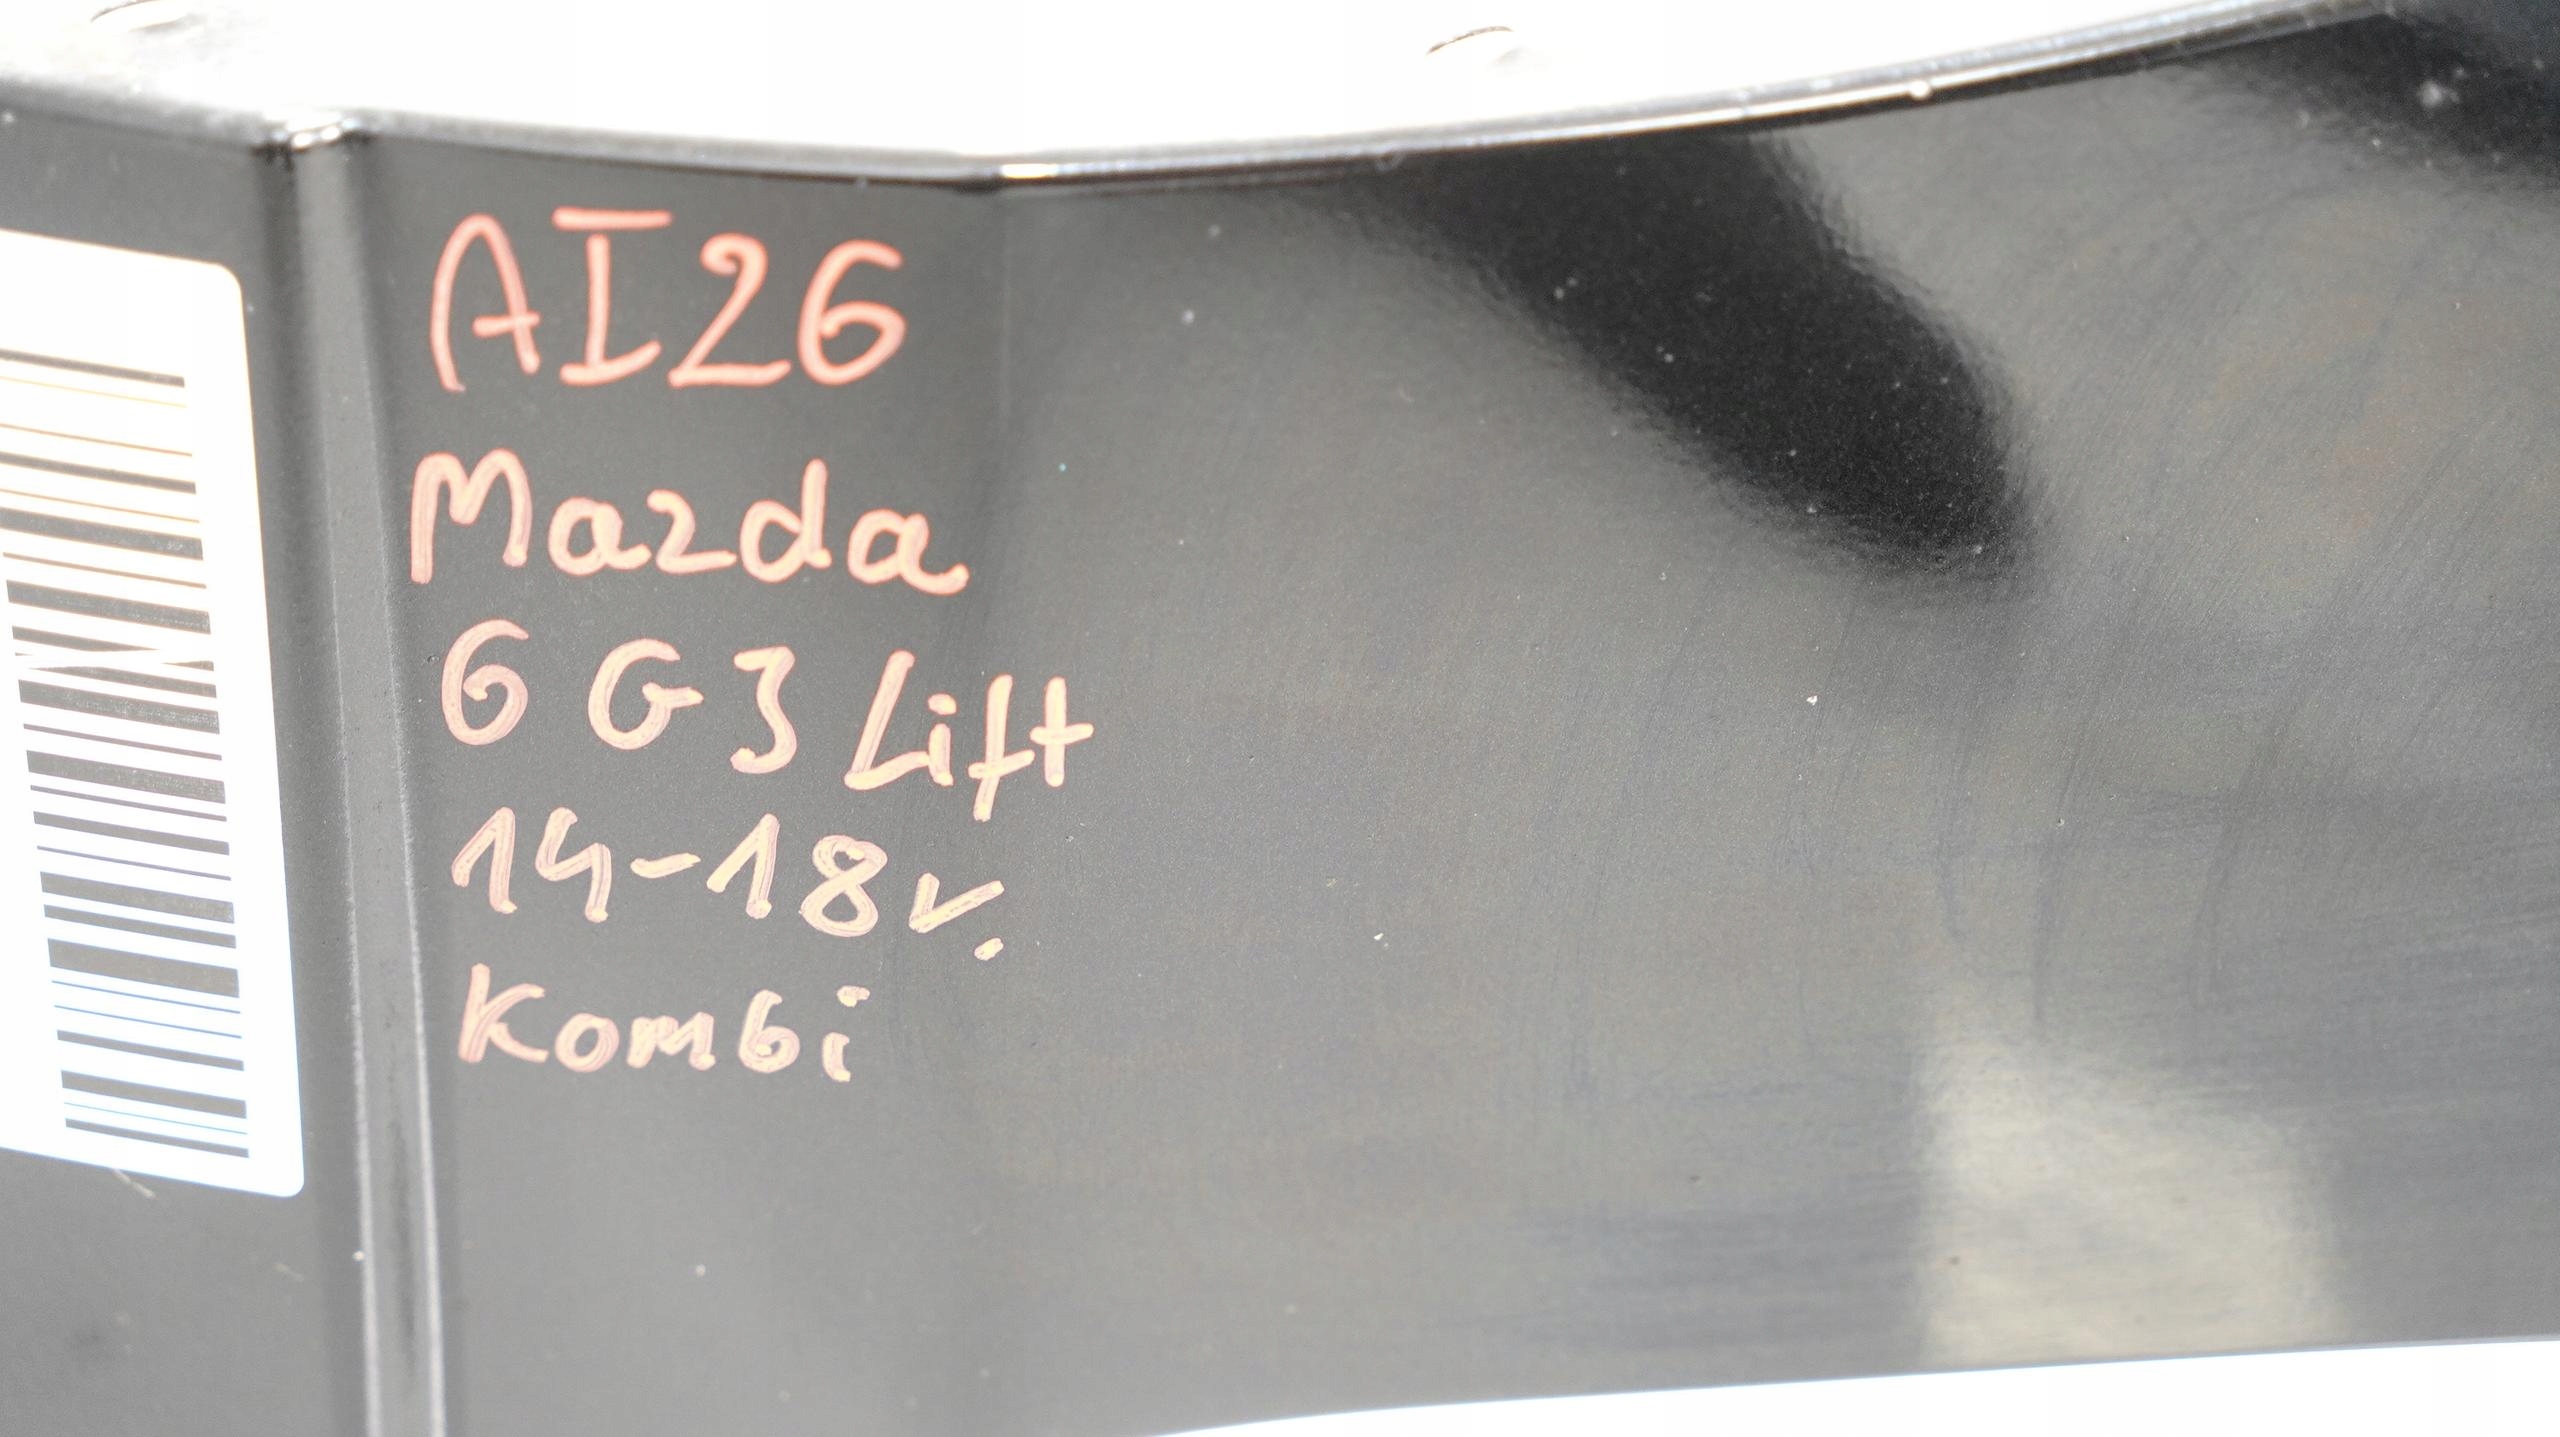 AI26
Mazda
6 G3 Lift
14-18r.
Kombi